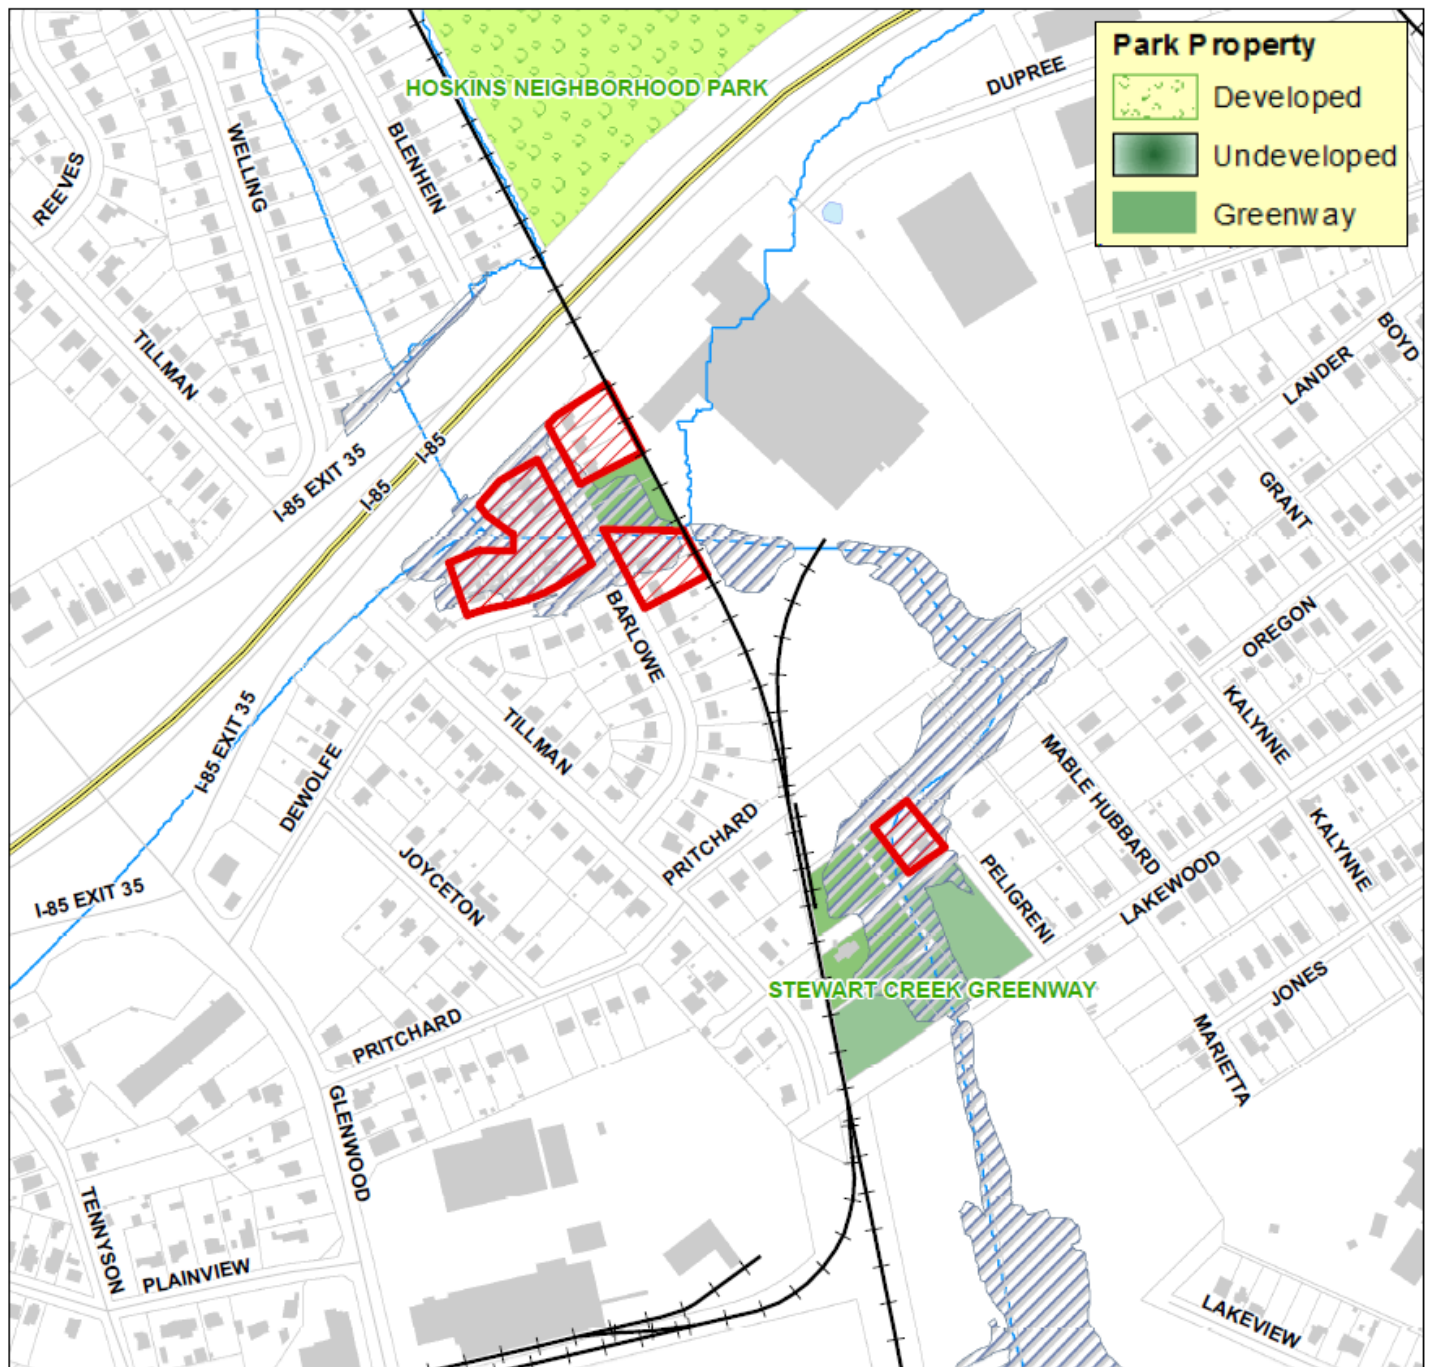 Park Property
Developed
Undeveloped
Greenway
HOSKINS NEIGHBORHOOD PARK
DUPREE
WELLING
BLENHEIN
REEVES
TILLMAN
BOYD
LANDER
I-85 EXIT 35
I-85
I-85
GRANT
BARLOWE
OREGON
KALYNNE
I-85 EXIT 35
DEWOLFE
TILLMAN
MABLE HUBBARD
PRITCHARD
KALYNNE
JOYCETON
PELIGRENI
LAKEWOOD
I-85 EXIT 35
STEWART CREEK GREENWAY
JONES
PRITCHARD
MARIETTA
GLENWOOD
TENNYSON
PLAINVIEW
LAKEVIEW